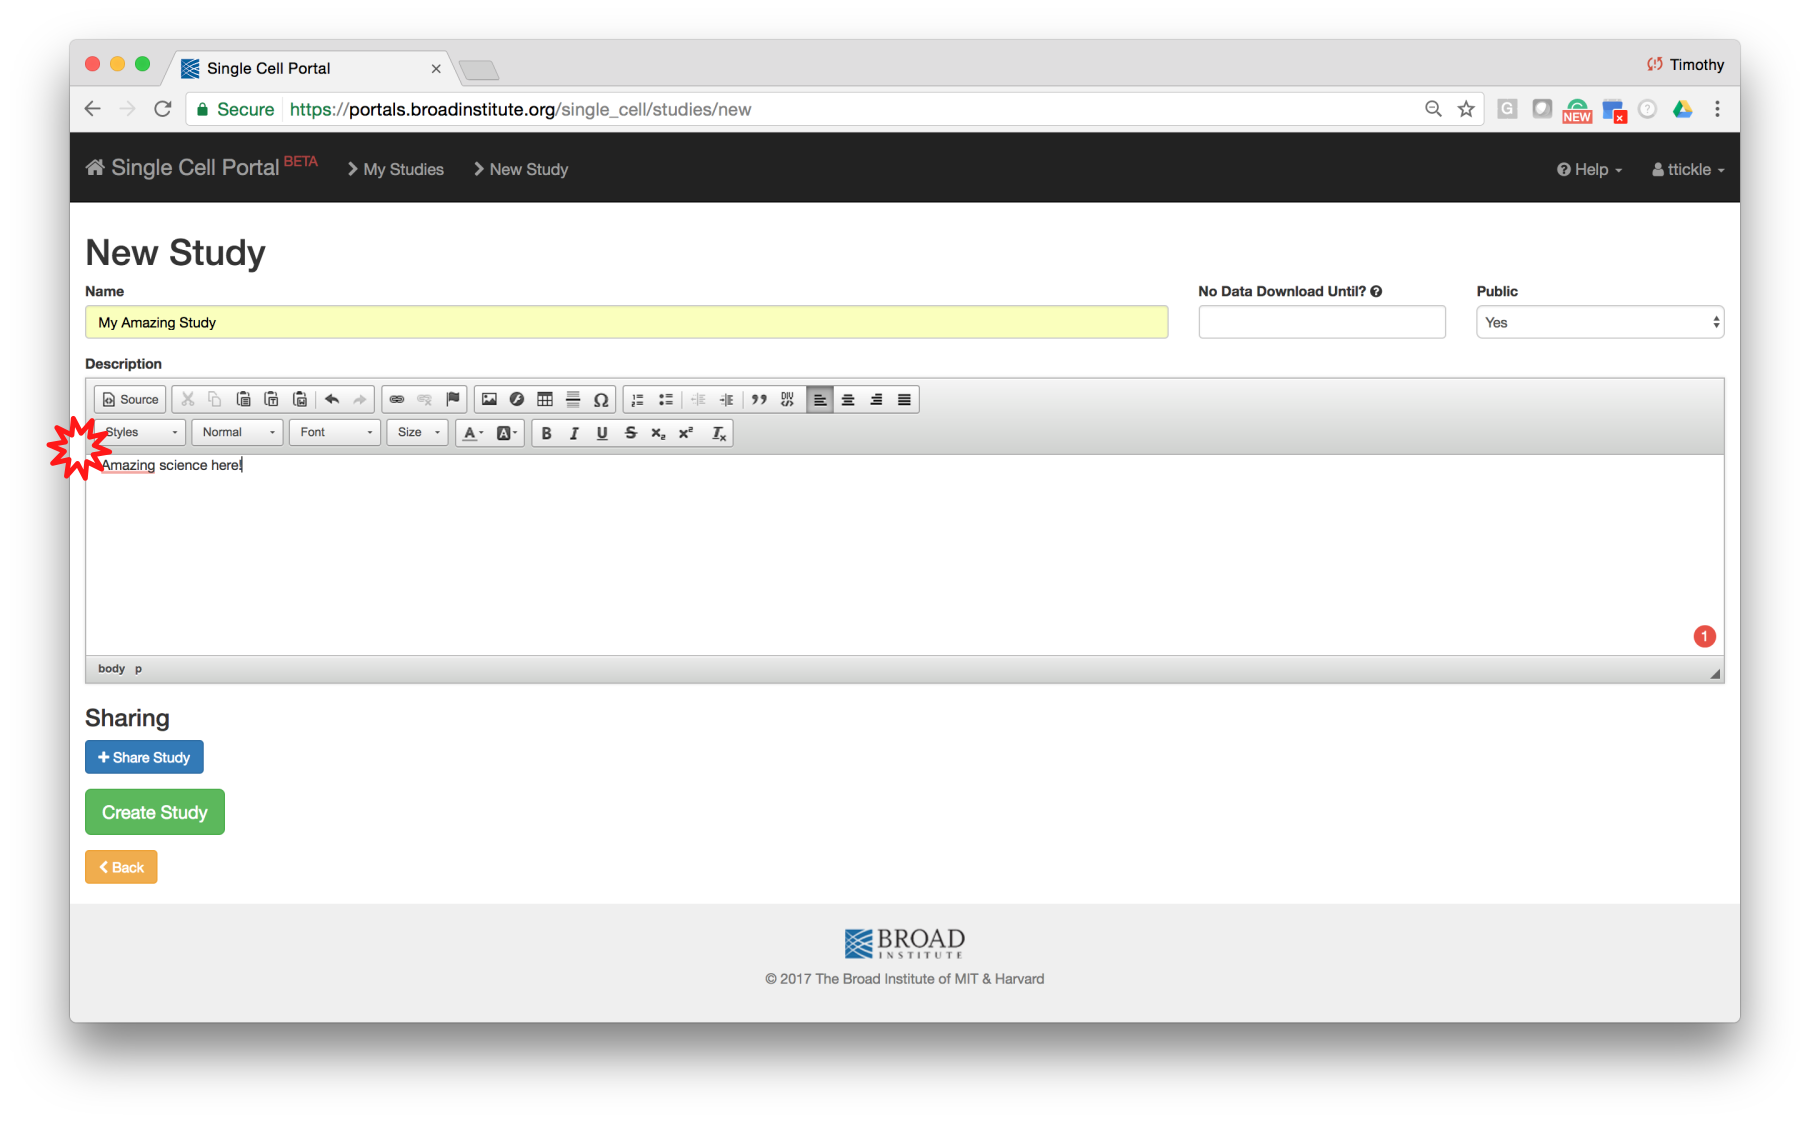 Single Cell Portal
Timothy
Secure https://portals.broadinstitute.org/single_cell/studies/new
G NEW
Single Cell Portal BETA My Studies New Study Help ttickle
New Study
Name No Data Download Until? Public
My Amazing Study Yes
Description
Source
Styles Normal Font Size A A B I U S x₂ x² Tx
Amazing science here!
1
body p
Sharing
+ Share Study
Create Study
Back
BROAD
INSTITUTE
© 2017 The Broad Institute of MIT & Harvard